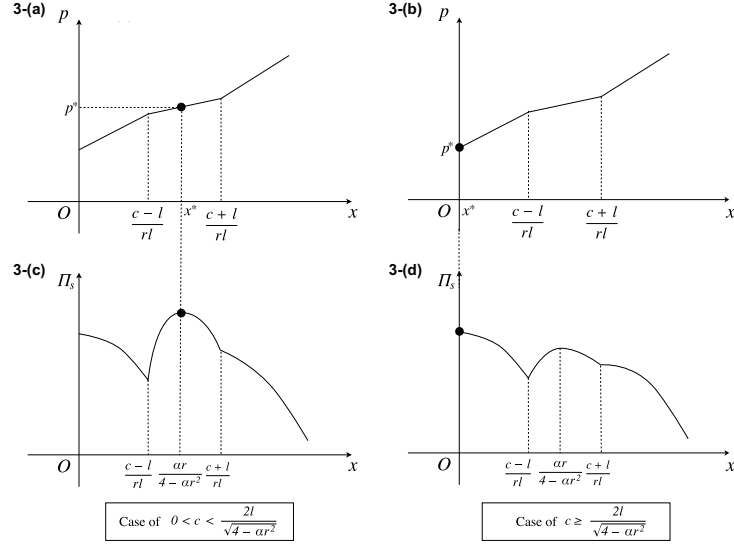 3-(a)
p
p*
O
c − l
rl
x*
c + l
rl
x
3-(b)
p
p*
O
x*
c − l
rl
c + l
rl
x
3-(c)
Πs
O
c − l
rl
αr
4 − αr²
c + l
rl
x
Case of 0 < c < 2l / √4 − αr²
3-(d)
Πs
O
c − l
rl
αr
4 − αr²
c + l
rl
x
Case of c ≥ 2l / √4 − αr²